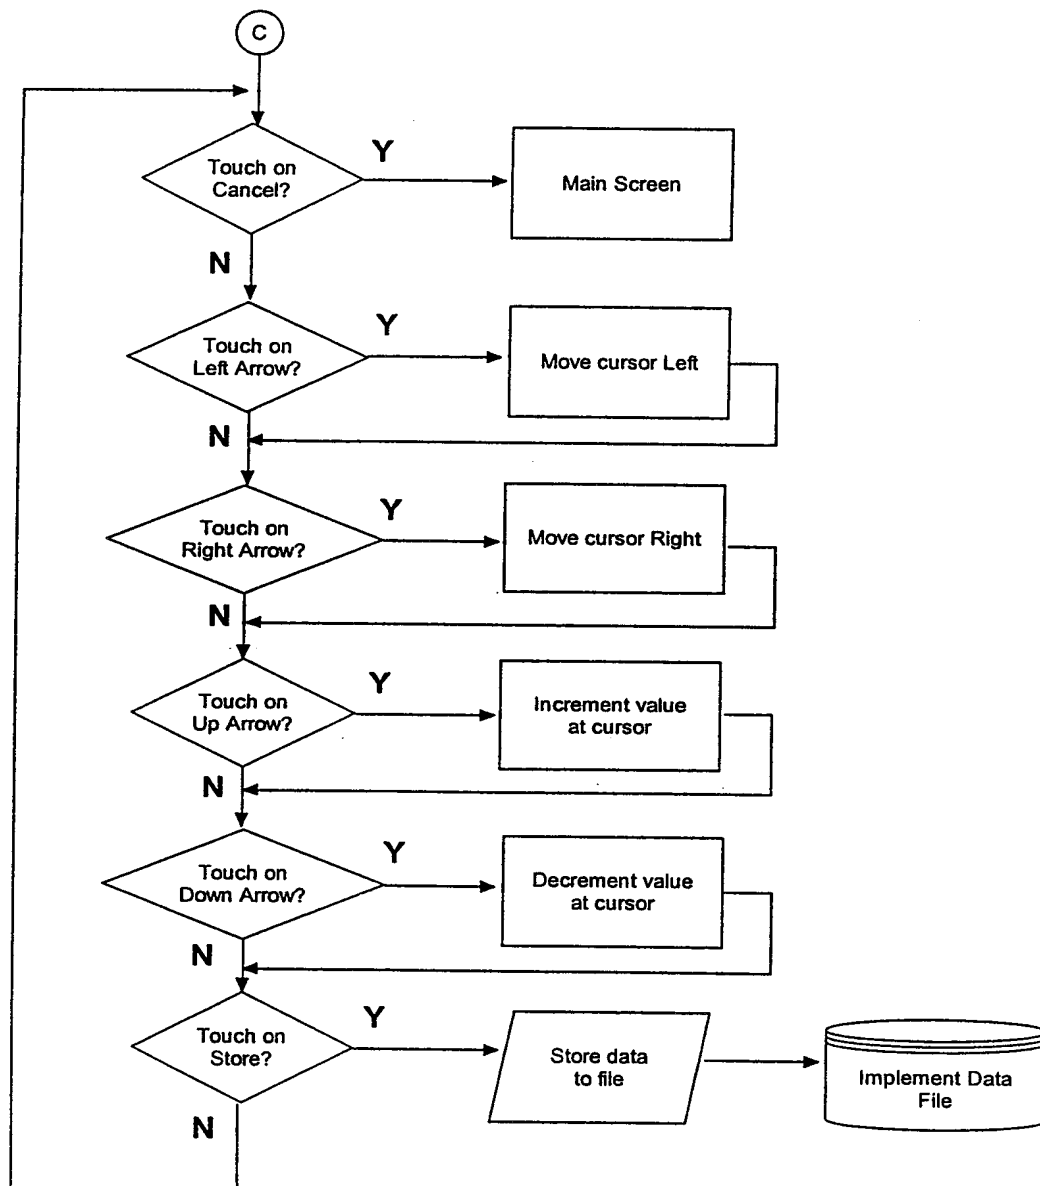 C
Touch on
Cancel?
Y
Main Screen
N
Touch on
Left Arrow?
Y
Move cursor Left
N
Touch on
Right Arrow?
Y
Move cursor Right
N
Touch on
Up Arrow?
Y
Increment value
at cursor
N
Touch on
Down Arrow?
Y
Decrement value
at cursor
N
Touch on
Store?
Y
Store data
to file
Implement Data
File
N